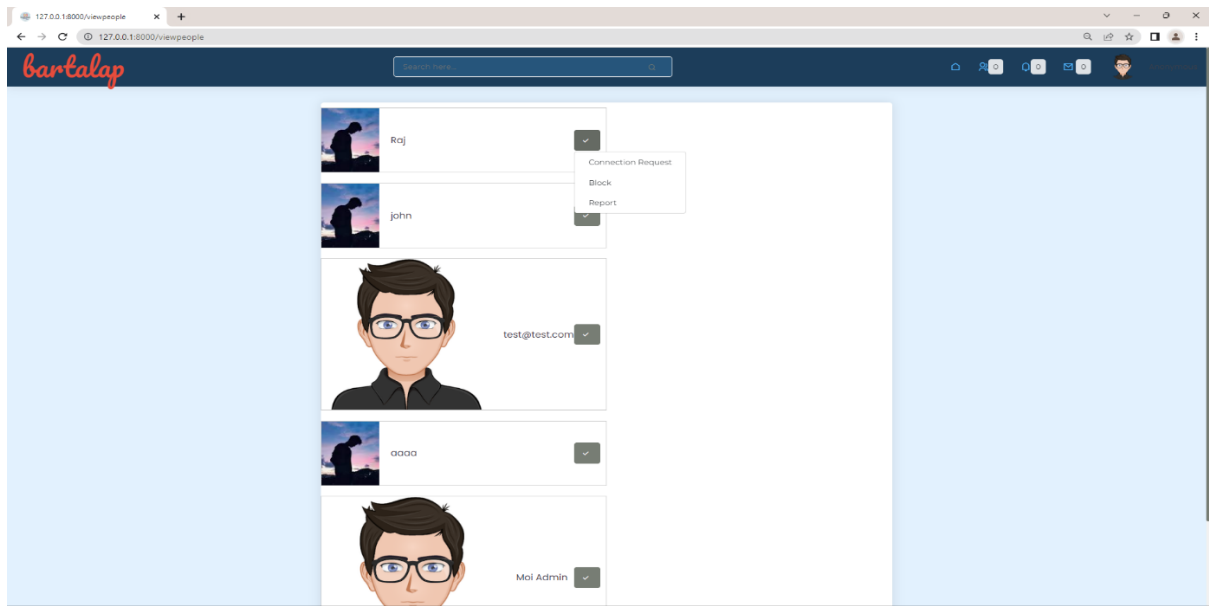 127.0.0.1:8000/viewpeople
127.0.0.1:8000/viewpeople
bartalap
Search here...
0
0
0
Raj
Connection Request
Block
Report
john
test@test.com
aaaa
Moi Admin